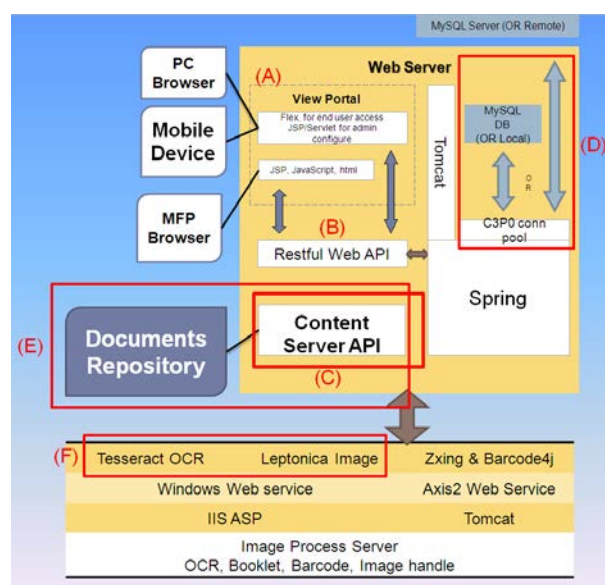 MySQL Server (OR Remote)
PC
Browser
Mobile
Device
MFP
Browser
(A)
Web Server
View Portal
Flex. for end user access
JSP/Servlet for admin
configure
JSP, JavaScript, html
Tomcat
MySQL
DB
(OR Local)
O
R
(D)
C3P0 conn
pool
(B)
Restful Web API
Spring
(E)
Documents
Repository
Content
Server API
(C)
(F)
Tesseract OCR
Leptonica Image
Zxing & Barcode4j
Windows Web service
Axis2 Web Service
IIS ASP
Tomcat
Image Process Server
OCR, Booklet, Barcode, Image handle